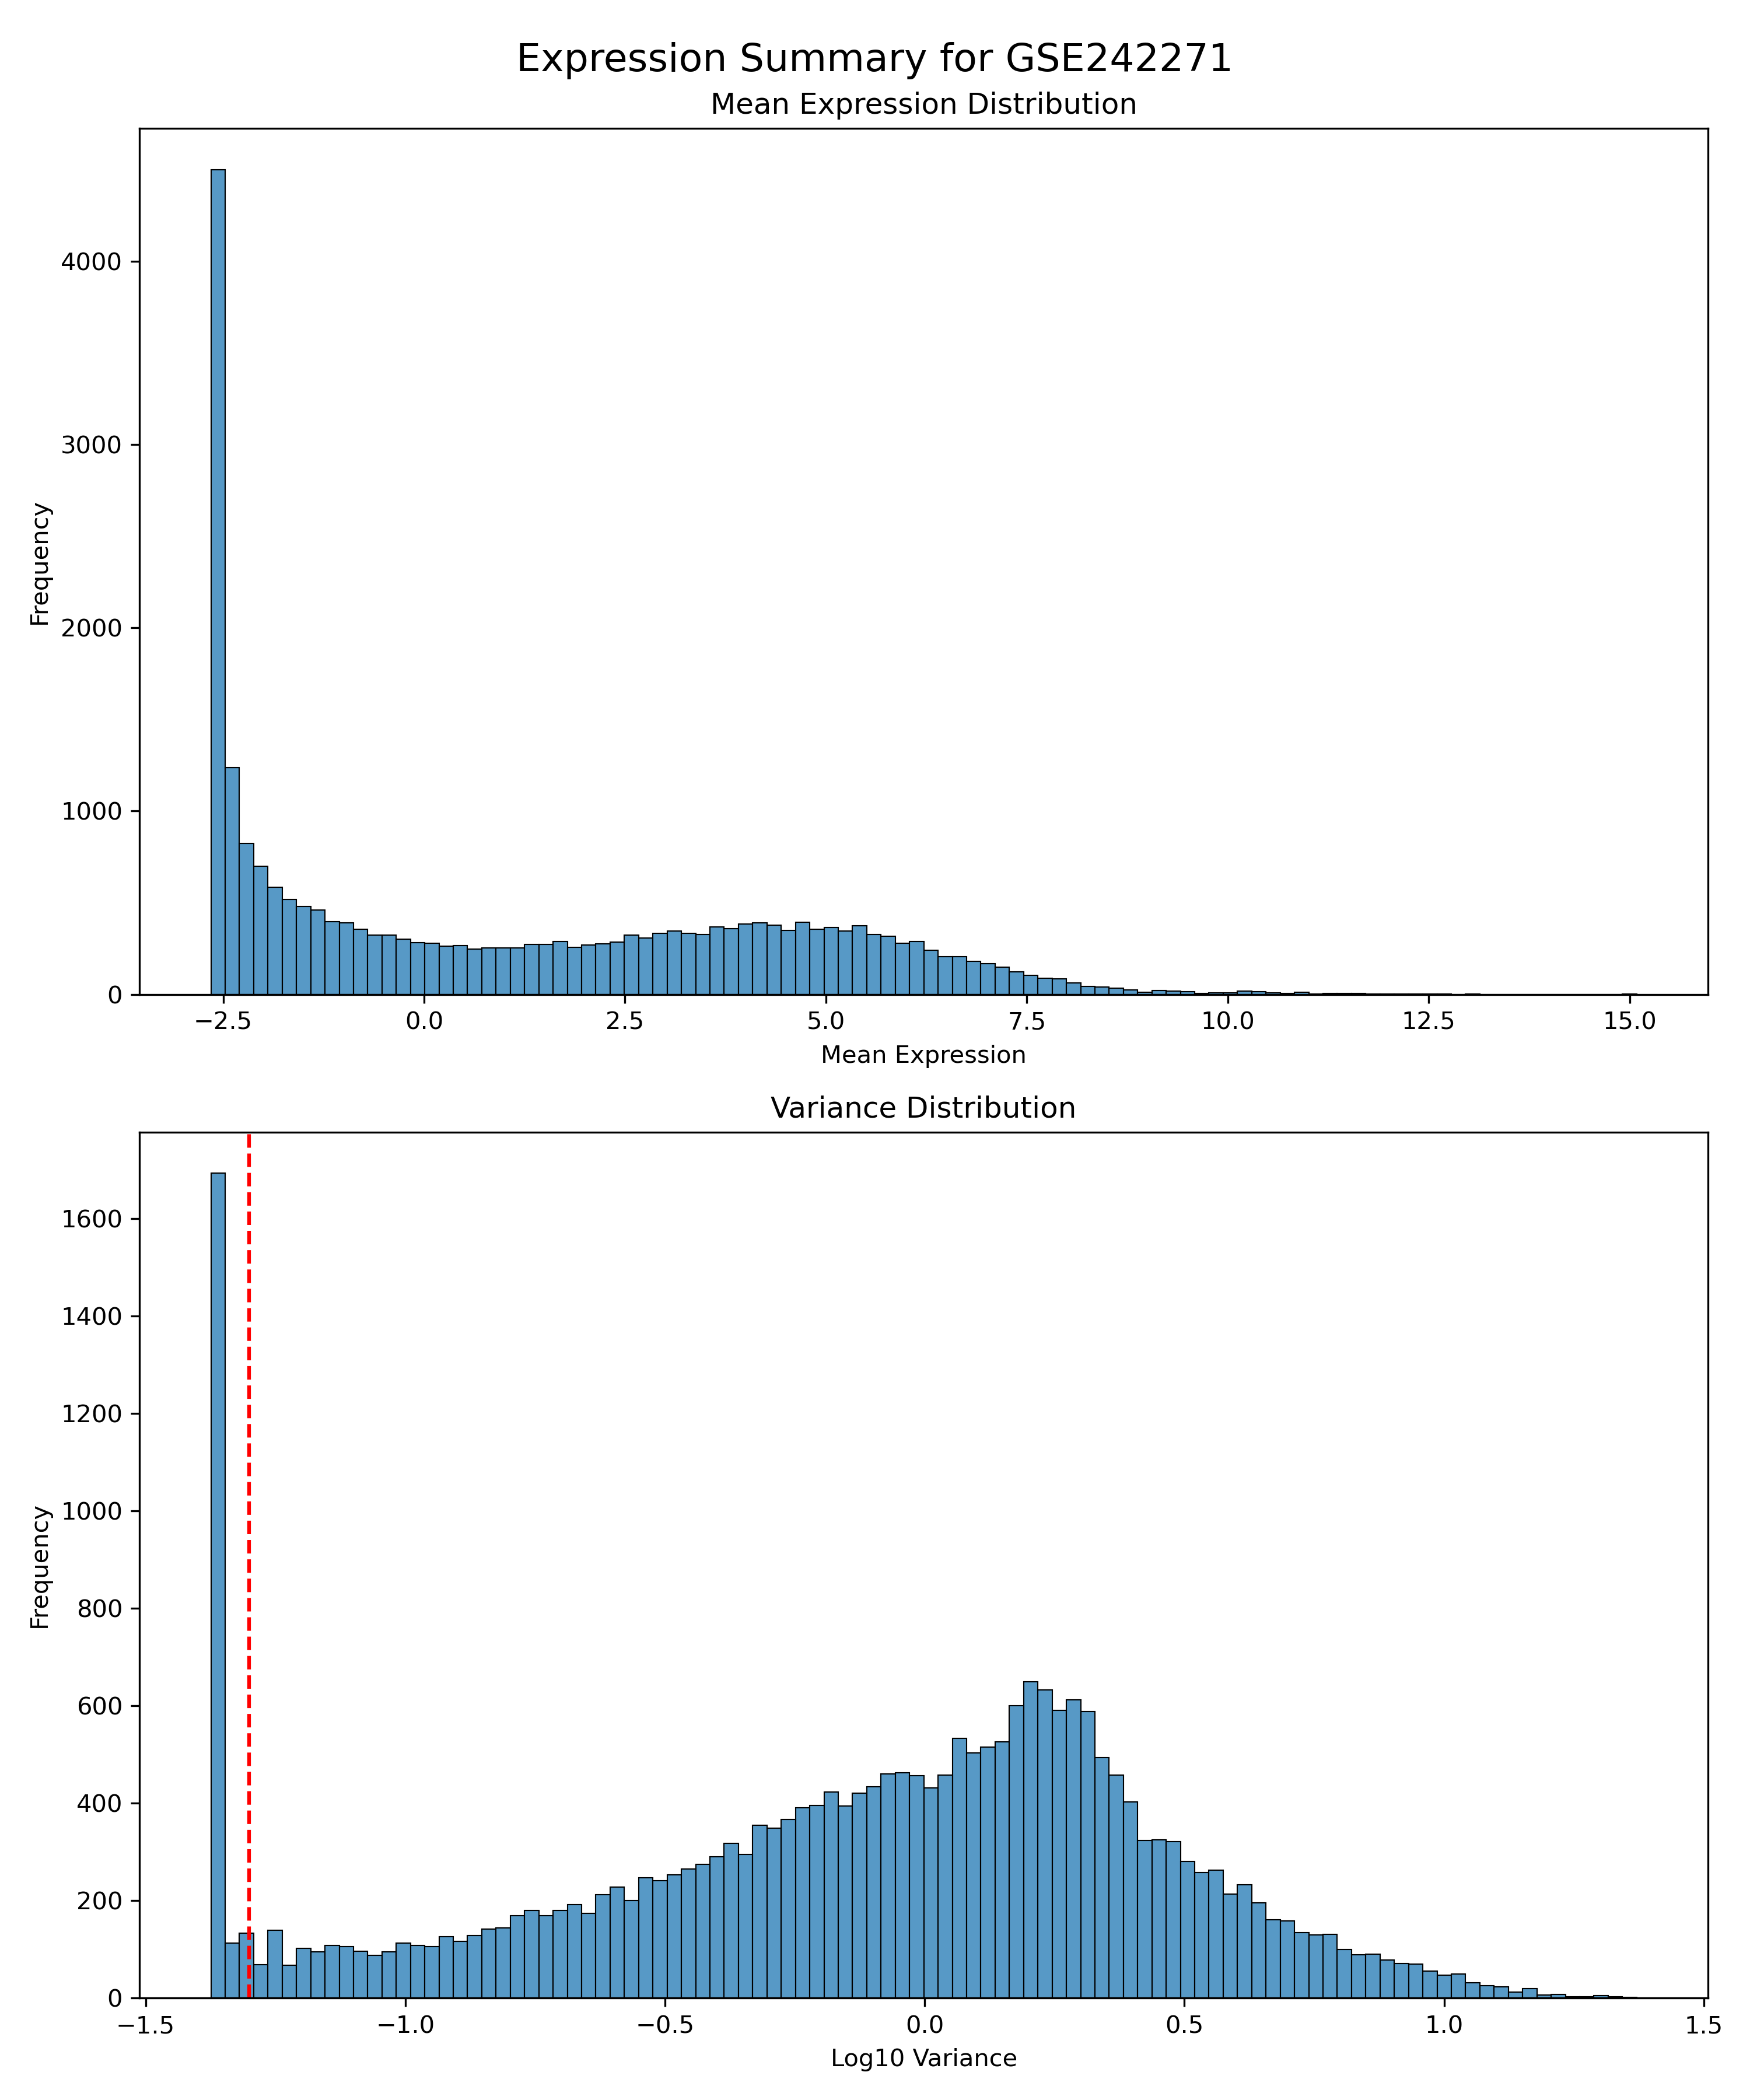 Expression Summary for GSE242271
Mean Expression Distribution
4000
3000
2000
1000
0
Frequency
−2.5 0.0 2.5 5.0 7.5 10.0 12.5 15.0
Mean Expression
Variance Distribution
1600
1400
1200
1000
800
600
400
200
0
Frequency
−1.5 −1.0 −0.5 0.0 0.5 1.0 1.5
Log10 Variance